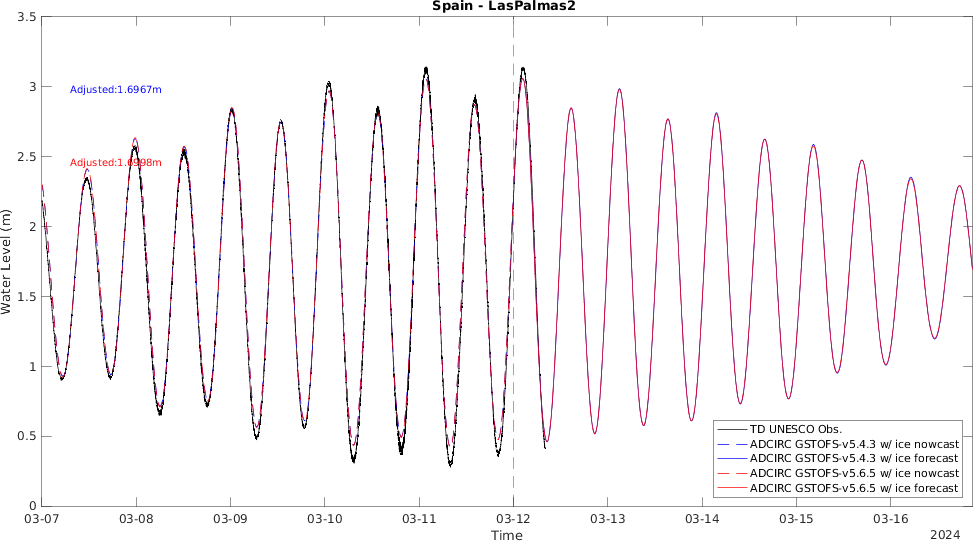 Spain - LasPalmas2
3.5
3
2.5
2
1.5
1
0.5
0
Water Level (m)
Adjusted:1.6967m
Adjusted:1.6998m
TD UNESCO Obs.
ADCIRC GSTOFS-v5.4.3 w/ ice nowcast
ADCIRC GSTOFS-v5.4.3 w/ ice forecast
ADCIRC GSTOFS-v5.6.5 w/ ice nowcast
ADCIRC GSTOFS-v5.6.5 w/ ice forecast
03-07 03-08 03-09 03-10 03-11 03-12 03-13 03-14 03-15 03-16
Time
2024